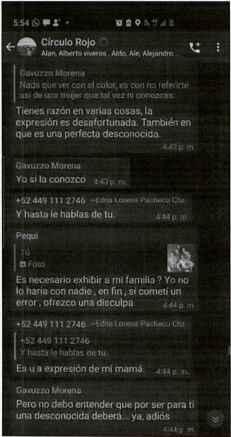 5:54
Círculo Rojo
Alan, Alberto viveros, Aldo, Ale, Alejandro ..
Gavuzzo Morena
Nada que ver con el color, es con no referirte
asi de una mujer que tal vez ni conozcas.
Tienes razón en varias cosas, la
expresión es desafortunada. También en
que es una perfecta desconocida.
4:43 p. m.
Gavuzzo Morena
Yo si la conozco 4:43 p. m.
+52 449 111 2746 ~Edna Lorena Pacheco Chz
Y hasta le hablas de tu. 4:44 p. m.
Pequi
Tú
Foto
Es necesario exhibir a mi familia ? Yo no
lo haría con nadie , en fin , si cometí un
error , ofrezco una disculpa
4:44 p. m.
+52 449 111 2746 ~Edna Lorena Pacheco Chz
+52 449 111 2746
Y hasta le hablas de tu.
Es u a expresión de mi mamá. 4:44 p. m.
Gavuzzo Morena
Pero no debo entender que por ser para ti
una desconocida deberá... ya, adiós
4:44 p. m.